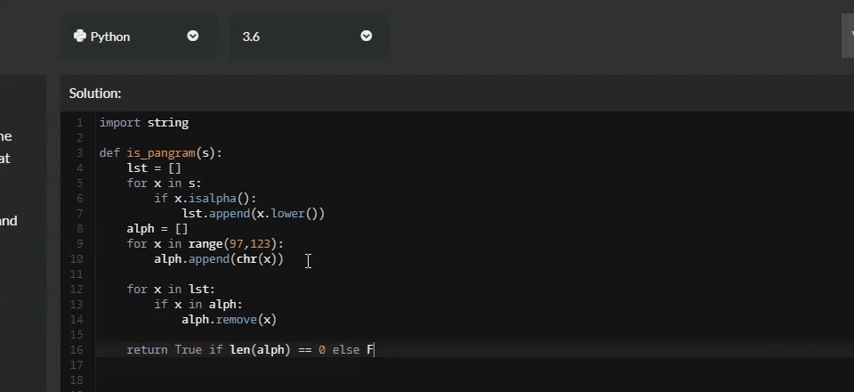 Python
3.6
Solution:
ne
at
and
1 import string
2
3 def is_pangram(s):
4 lst = []
5 for x in s:
6 if x.isalpha():
7 lst.append(x.lower())
8 alph = []
9 for x in range(97,123):
10 alph.append(chr(x))
11
12 for x in lst:
13 if x in alph:
14 alph.remove(x)
15
16 return True if len(alph) == 0 else F
17
18